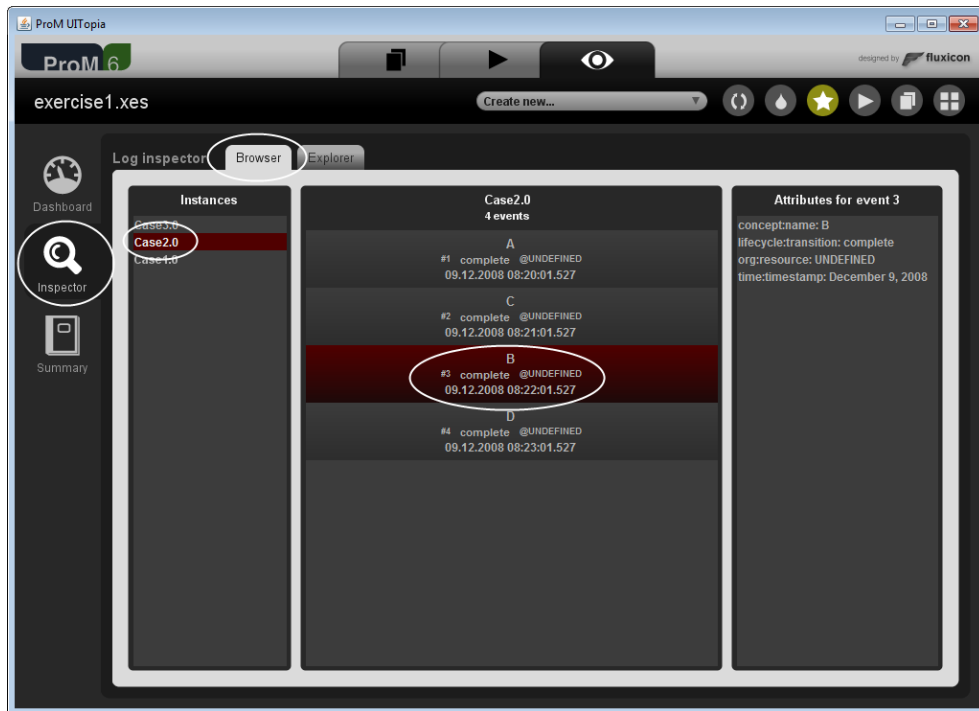 ProM UITopia
ProM 6
designed by fluxicon
exercise1.xes
Create new...
Log inspector Browser Explorer
Dashboard
Inspector
Summary
Instances
Case3.0
Case2.0
Case1.0
Case2.0
4 events
A
#1 complete @UNDEFINED
09.12.2008 08:20:01.527
C
#2 complete @UNDEFINED
09.12.2008 08:21:01.527
B
#3 complete @UNDEFINED
09.12.2008 08:22:01.527
D
#4 complete @UNDEFINED
09.12.2008 08:23:01.527
Attributes for event 3
concept:name: B
lifecycle:transition: complete
org:resource: UNDEFINED
time:timestamp: December 9, 2008